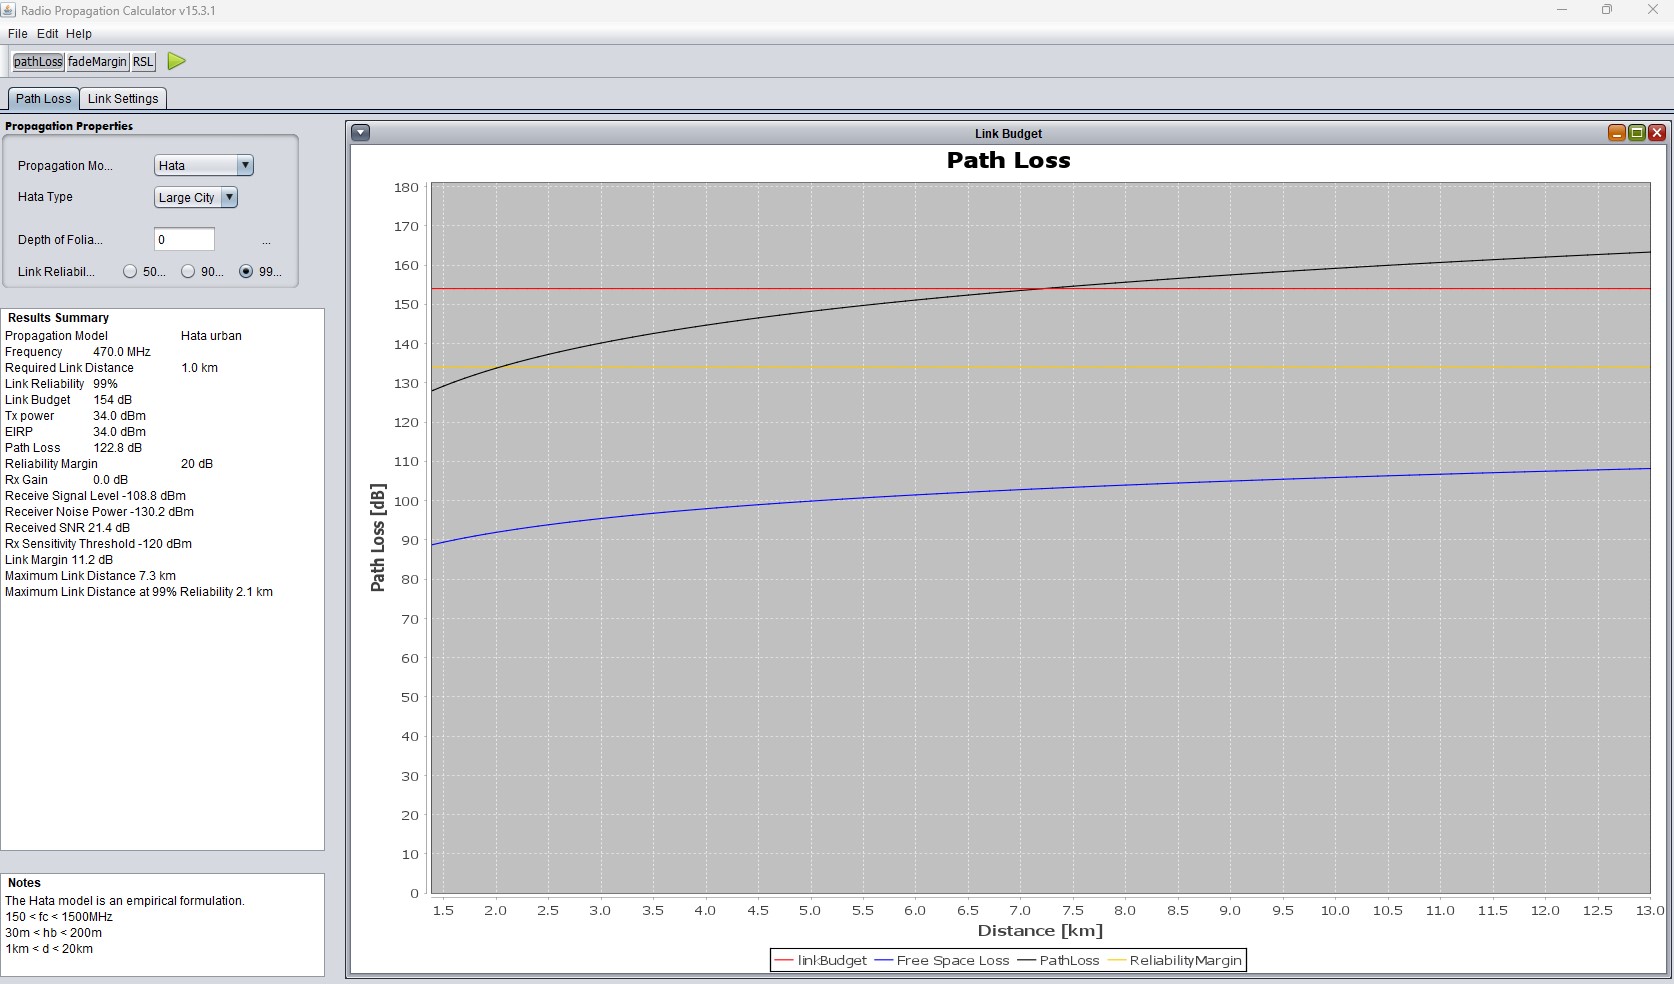 Radio Propagation Calculator v15.3.1
File Edit Help
pathLoss fadeMargin RSL
Path Loss Link Settings
Propagation Properties
Propagation Mo... Hata
Hata Type Large City
Depth of Folia... 0 ...
Link Reliabil... 50... 90... 99...
Results Summary
Propagation Model Hata urban
Frequency 470.0 MHz
Required Link Distance 1.0 km
Link Reliability 99%
Link Budget 154 dB
Tx power 34.0 dBm
EIRP 34.0 dBm
Path Loss 122.8 dB
Reliability Margin 20 dB
Rx Gain 0.0 dB
Receive Signal Level -108.8 dBm
Receiver Noise Power -130.2 dBm
Received SNR 21.4 dB
Rx Sensitivity Threshold -120 dBm
Link Margin 11.2 dB
Maximum Link Distance 7.3 km
Maximum Link Distance at 99% Reliability 2.1 km
Notes
The Hata model is an empirical formulation.
150 < fc < 1500MHz
30m < hb < 200m
1km < d < 20km
Link Budget
Path Loss
Path Loss [dB]
180
170
160
150
140
130
120
110
100
90
80
70
60
50
40
30
20
10
0
1.5 2.0 2.5 3.0 3.5 4.0 4.5 5.0 5.5 6.0 6.5 7.0 7.5 8.0 8.5 9.0 9.5 10.0 10.5 11.0 11.5 12.0 12.5 13.0
Distance [km]
linkBudget Free Space Loss PathLoss ReliabilityMargin